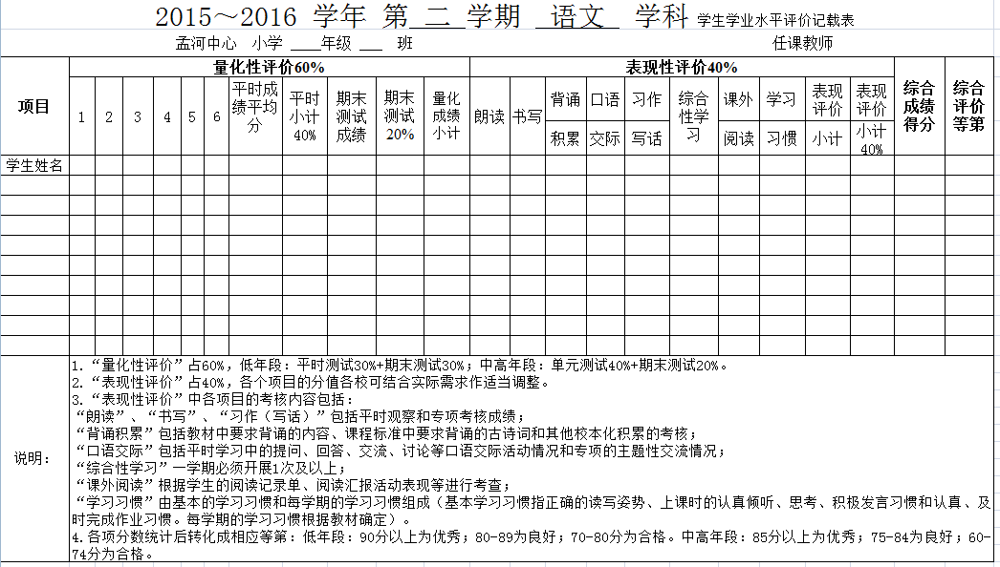 2015～2016 学年 第 二 学期 语文 学科 学生学业水平评价记载表
孟河中心 小学 ____年级 ___ 班 任课教师
项目 量化性评价60% 表现性评价40% 综合成绩得分 综合评价等第
1 2 3 4 5 6 平时成绩平均分 平时小计40% 期末测试成绩 期末测试20% 量化成绩小计 朗读 书写 背诵 口语 习作 综合性学习 课外 学习 表现评价 表现评价
积累 交际 写话 阅读 习惯 小计 小计40%
学生姓名
说明：
1.“量化性评价”占60%，低年段：平时测试30%+期末测试30%；中高年段：单元测试40%+期末测试20%。
2.“表现性评价”占40%，各个项目的分值各校可结合实际需求作适当调整。
3.“表现性评价”中各项目的考核内容包括：
“朗读”、“书写”、“习作（写话）”包括平时观察和专项考核成绩；
“背诵积累”包括教材中要求背诵的内容、课程标准中要求背诵的古诗词和其他校本化积累的考核；
“口语交际”包括平时学习中的提问、回答、交流、讨论等口语交际活动情况和专项的主题性交流情况；
“综合性学习”一学期必须开展1次及以上；
“课外阅读”根据学生的阅读记录单、阅读汇报活动表现等进行考查；
“学习习惯”由基本的学习习惯和每学期的学习习惯组成（基本学习习惯指正确的读写姿势、上课时的认真倾听、思考、积极发言习惯和认真、及
时完成作业习惯。每学期的学习习惯根据教材确定）。
4.各项分数统计后转化成相应等第：低年段：90分以上为优秀；80-89为良好；70-80分为合格。中高年段：85分以上为优秀；75-84为良好；60-
74分为合格。